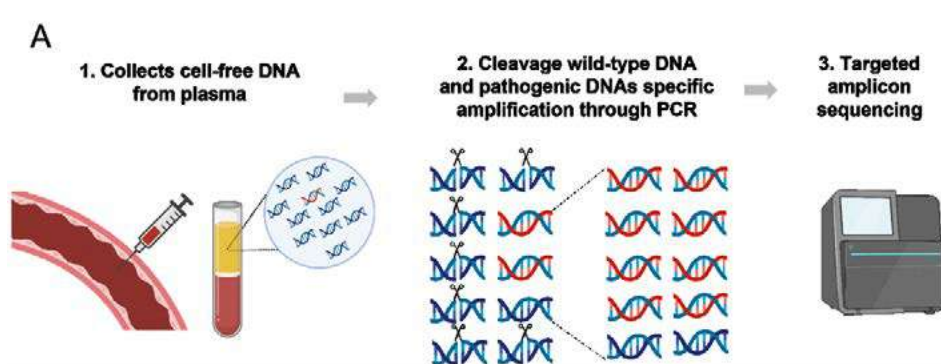 A
1. Collects cell-free DNA
from plasma
2. Cleavage wild-type DNA
and pathogenic DNAs specific
amplification through PCR
3. Targeted
amplicon
sequencing